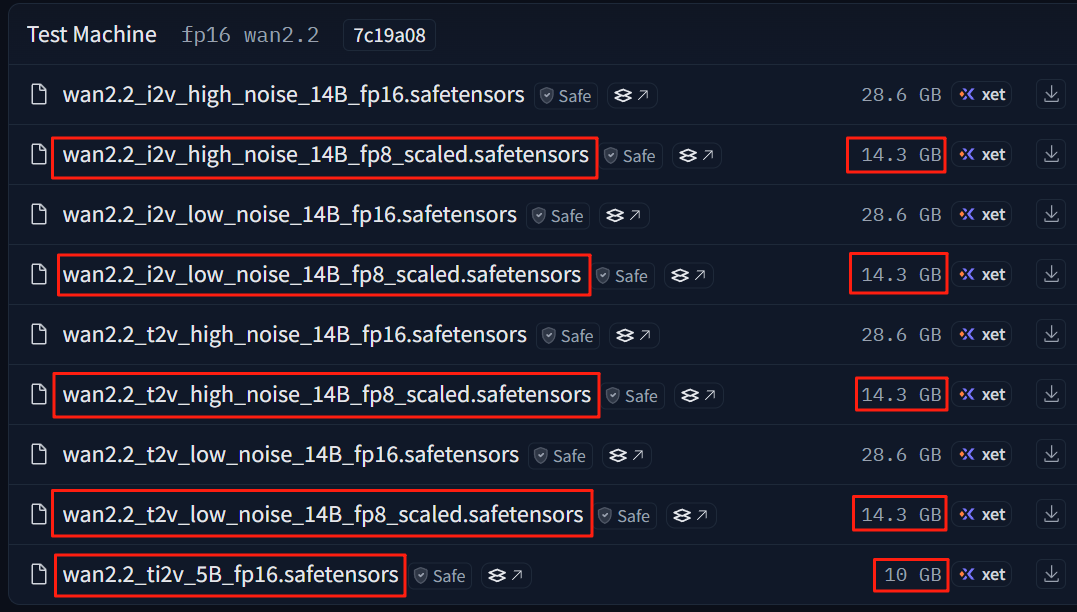 Test Machine fp16 wan2.2 7c19a08
wan2.2_i2v_high_noise_14B_fp16.safetensors Safe 28.6 GB xet
wan2.2_i2v_high_noise_14B_fp8_scaled.safetensors Safe 14.3 GB xet
wan2.2_i2v_low_noise_14B_fp16.safetensors Safe 28.6 GB xet
wan2.2_i2v_low_noise_14B_fp8_scaled.safetensors Safe 14.3 GB xet
wan2.2_t2v_high_noise_14B_fp16.safetensors Safe 28.6 GB xet
wan2.2_t2v_high_noise_14B_fp8_scaled.safetensors Safe 14.3 GB xet
wan2.2_t2v_low_noise_14B_fp16.safetensors Safe 28.6 GB xet
wan2.2_t2v_low_noise_14B_fp8_scaled.safetensors Safe 14.3 GB xet
wan2.2_ti2v_5B_fp16.safetensors Safe 10 GB xet